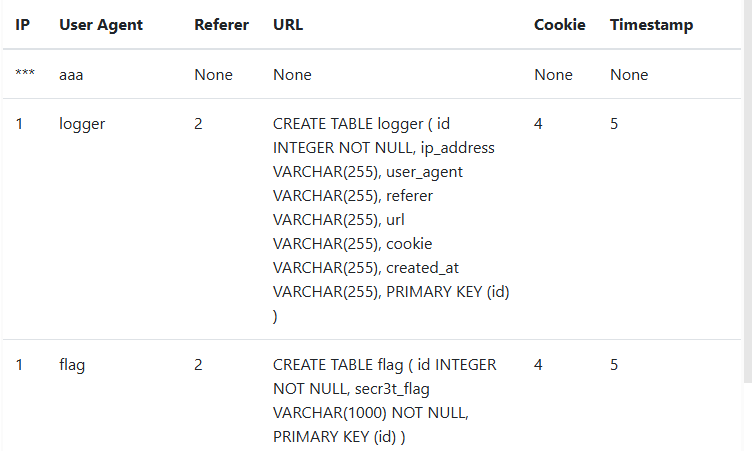 IP User Agent Referer URL Cookie Timestamp
*** aaa None None None None
1 logger 2 CREATE TABLE logger ( id 4 5
INTEGER NOT NULL, ip_address
VARCHAR(255), user_agent
VARCHAR(255), referer
VARCHAR(255), url
VARCHAR(255), cookie
VARCHAR(255), created_at
VARCHAR(255), PRIMARY KEY (id)
)
1 flag 2 CREATE TABLE flag ( id INTEGER 4 5
NOT NULL, secr3t_flag
VARCHAR(1000) NOT NULL,
PRIMARY KEY (id) )